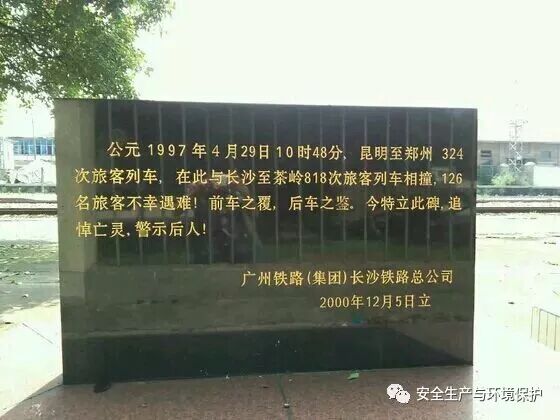 公元1997年4月29日10时48分，昆明至郑州 324
次旅客列车，在此与长沙至茶岭818次旅客列车相撞,126
名旅客不幸遇难！前车之覆，后车之鉴。今特立此碑,追
悼亡灵,警示后人！
广州铁路(集团)长沙铁路总公司
2000年12月5日立
安全生产与环境保护